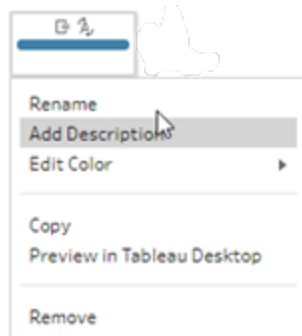 Rename
Add Description
Edit Color
Copy
Preview in Tableau Desktop
Remove